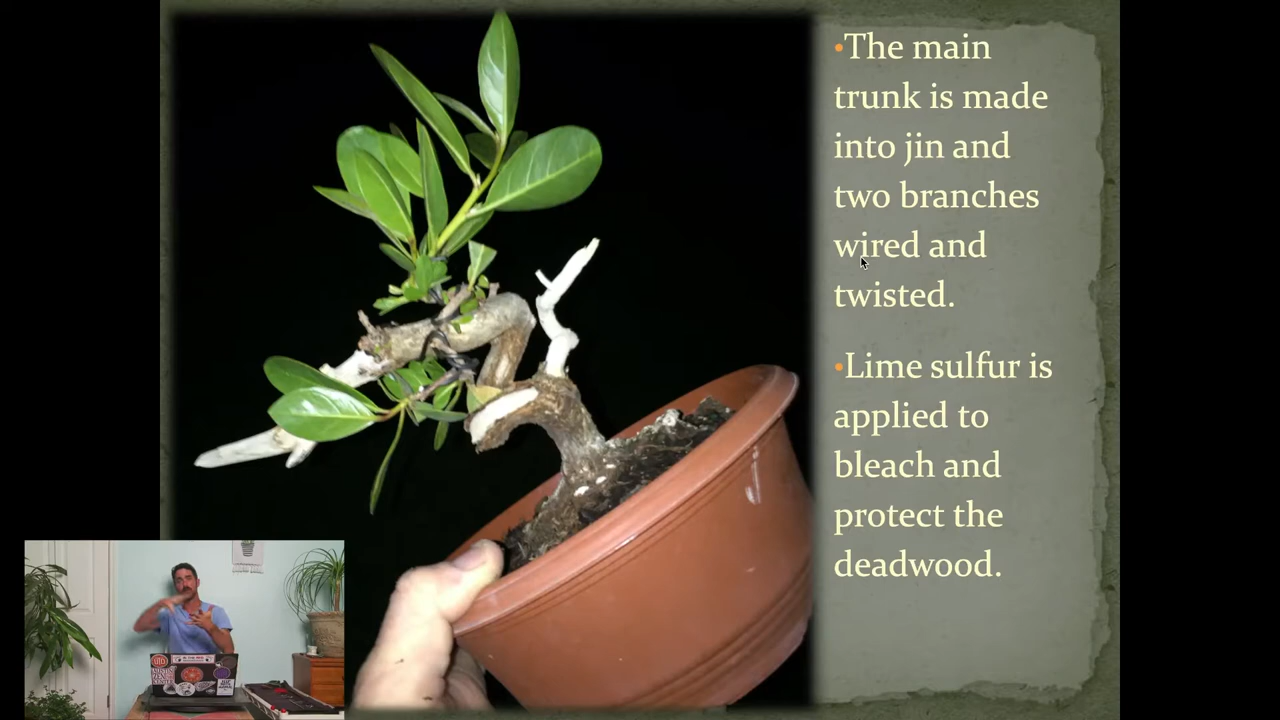 •The main
trunk is made
into jin and
two branches
wired and
twisted.
•Lime sulfur is
applied to
bleach and
protect the
deadwood.